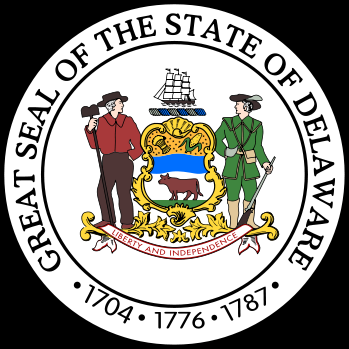 GREAT SEAL OF THE STATE OF DELAWARE
LIBERTY AND INDEPENDENCE
· 1704 · 1776 · 1787 ·